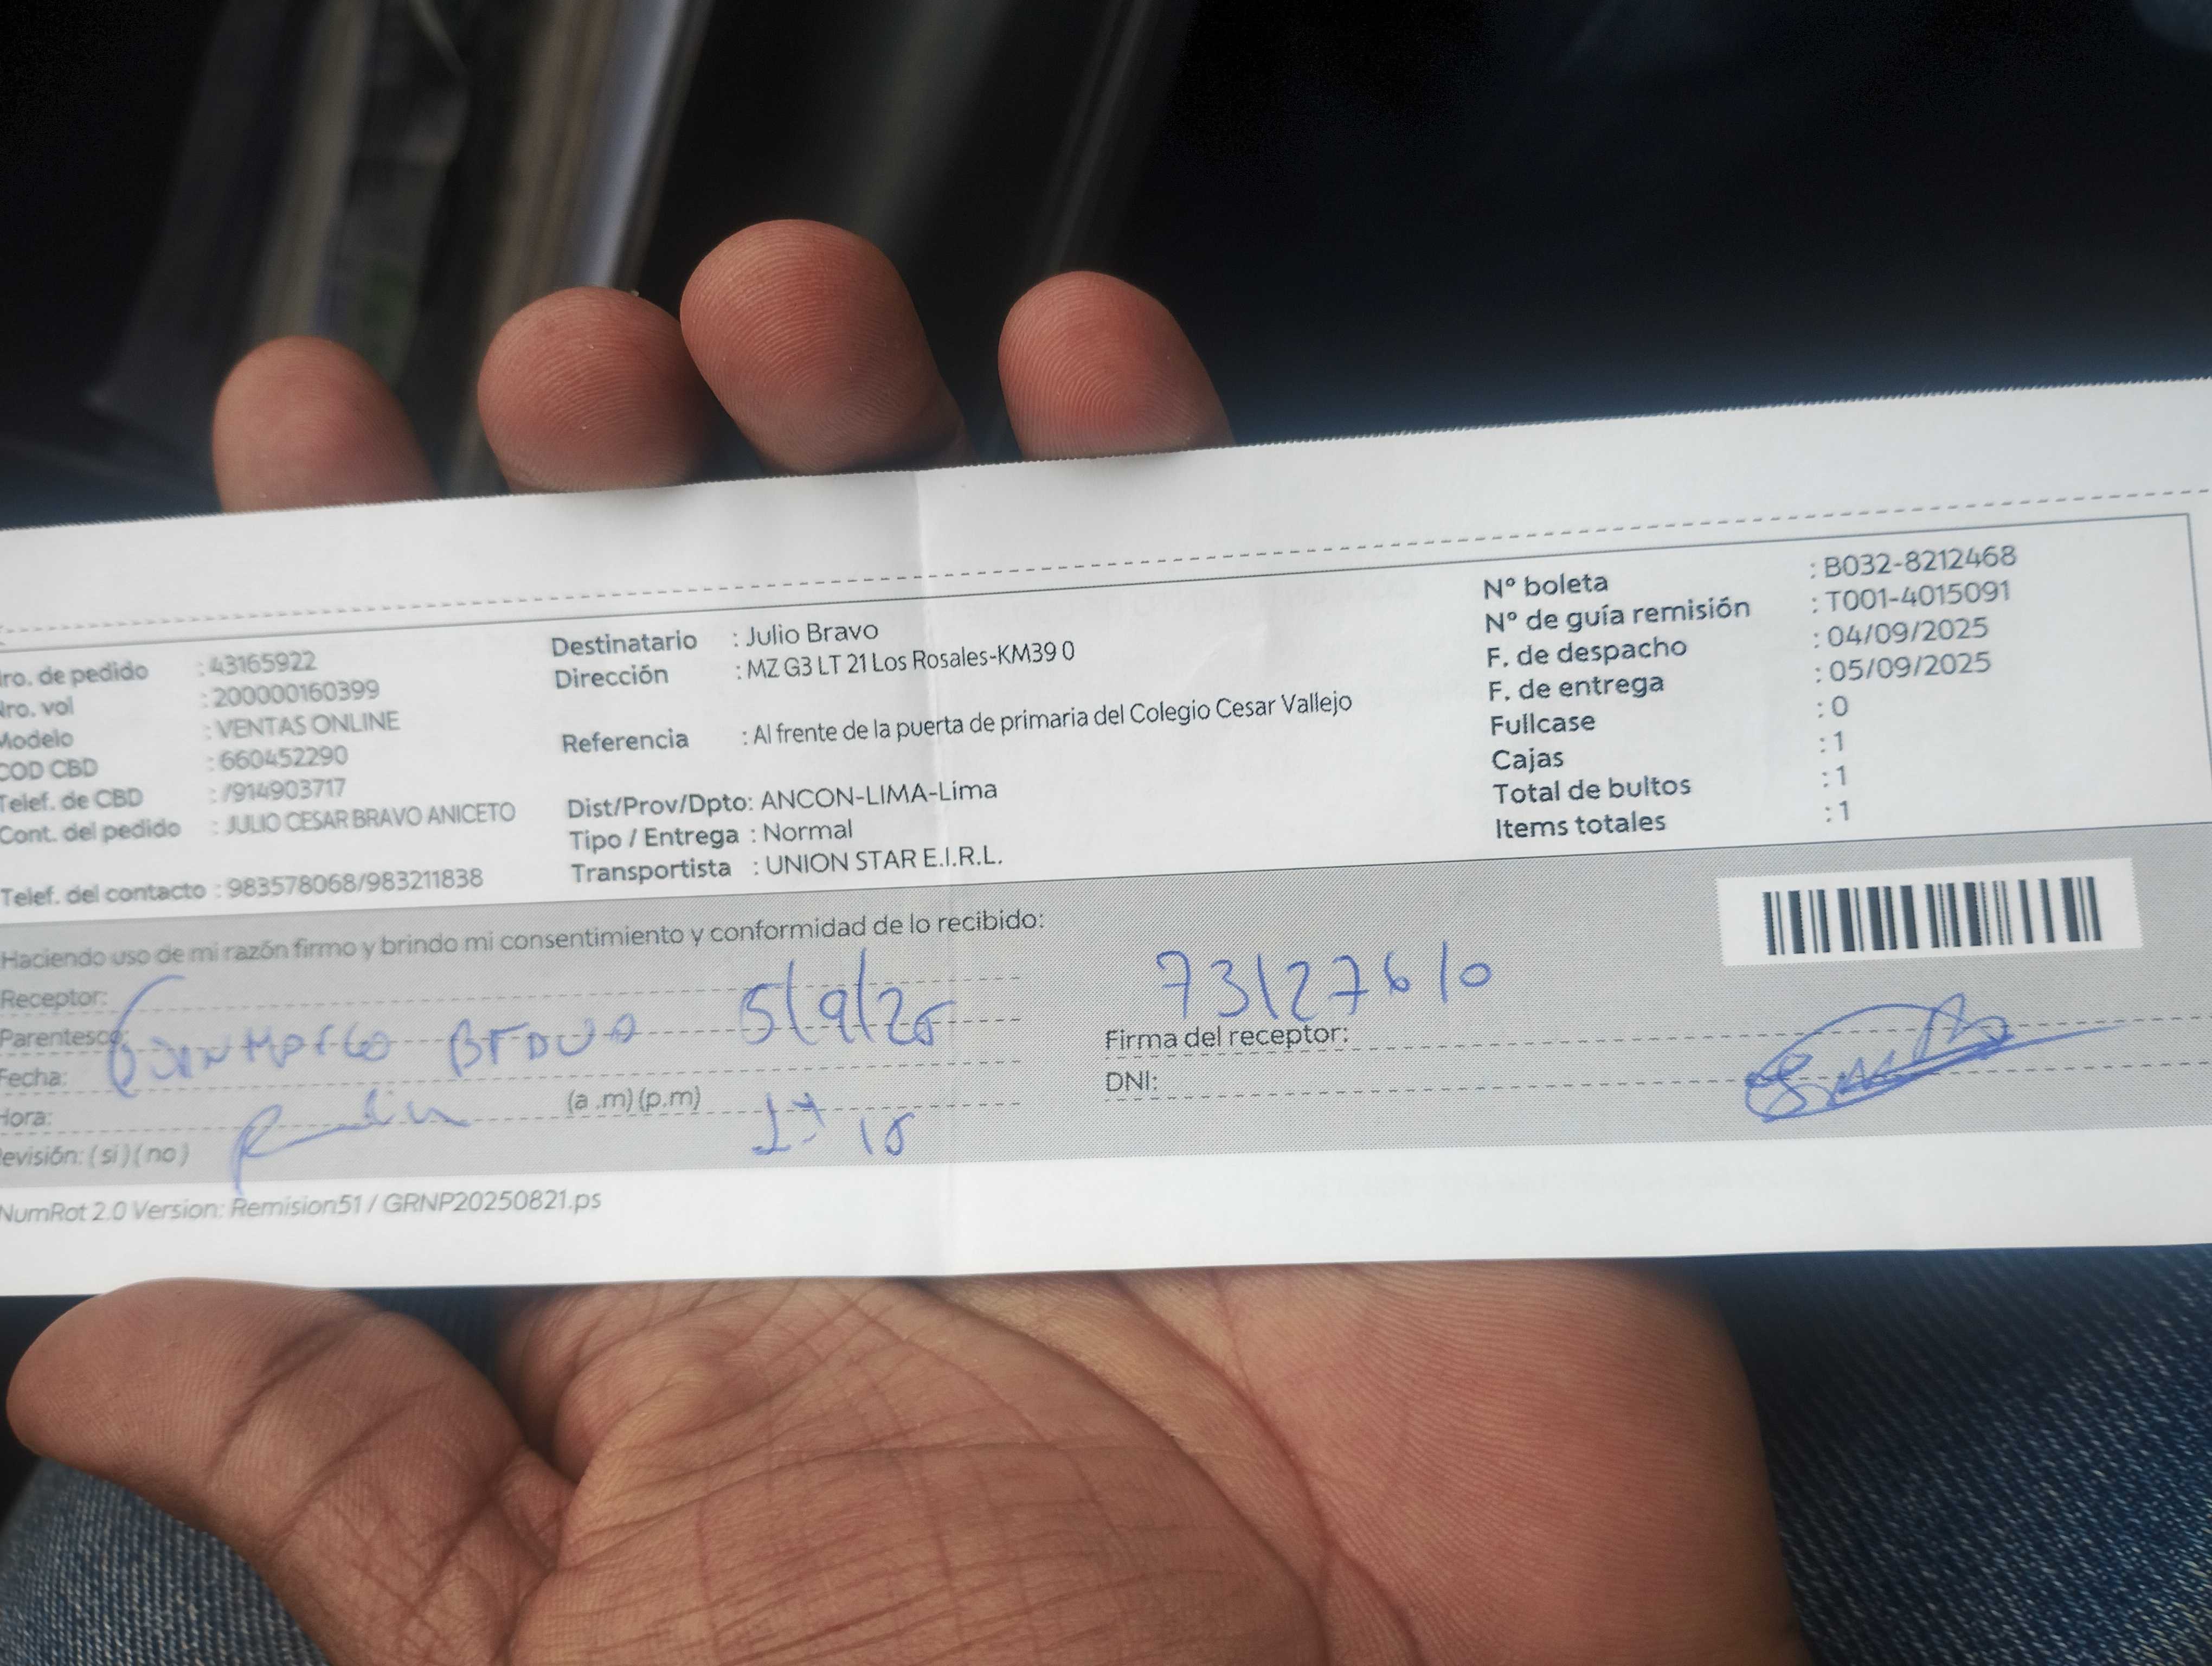 ro. de pedido : 43165922
Nro. vol : 200000160399
Modelo : VENTAS ONLINE
COD CBD : 660452290
Telef. de CBD : /914903717
Cont. del pedido : JULIO CESAR BRAVO ANICETO
Telef. del contacto : 983578068/983211838
Destinatario : Julio Bravo
Dirección : MZ G3 LT 21 Los Rosales-KM39 0
Referencia : Al frente de la puerta de primaria del Colegio Cesar Vallejo
Dist/Prov/Dpto: ANCON-LIMA-Lima
Tipo / Entrega : Normal
Transportista : UNION STAR E.I.R.L.
Nº boleta : B032-8212468
Nº de guía remisión : T001-4015091
F. de despacho : 04/09/2025
F. de entrega : 05/09/2025
Fullcase : 0
Cajas : 1
Total de bultos : 1
Items totales : 1
Haciendo uso de mi razón firmo y brindo mi consentimiento y conformidad de lo recibido:
Receptor:
Parentesco: 5/9/25
Fecha:
Hora: (a .m) (p.m)
evisión: ( si ) ( no )
73127610
Firma del receptor:
DNI:
NumRot 2.0 Version: Remision51 / GRNP20250821.ps